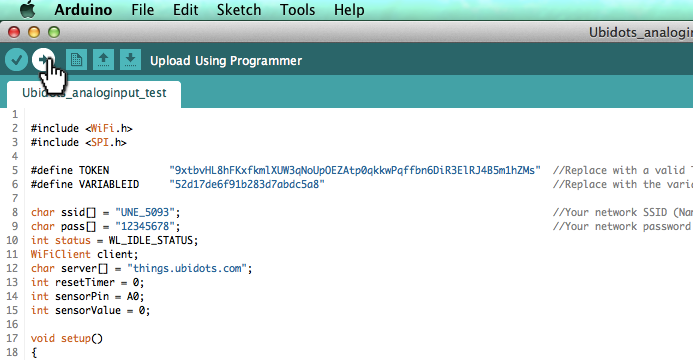 Arduino File Edit Sketch Tools Help
Ubidots_analoginp
Upload Using Programmer
Ubidots_analoginput_test
1
2 #include <WiFi.h>
3 #include <SPI.h>
4
5 #define TOKEN "9xtbvHL8hFKxfkmlXUW3qNoUpOEZAtp0qkkwPqffbn6DiR3ElRJ4B5m1hZMs" //Replace with a valid T
6 #define VARIABLEID "52d17de6f91b283d7abdc5a8" //Replace with the varia
7
8 char ssid[] = "UNE_5093"; //Your network SSID (Nam
9 char pass[] = "12345678"; //Your network password
10 int status = WL_IDLE_STATUS;
11 WiFiClient client;
12 char server[] = "things.ubidots.com";
13 int resetTimer = 0;
14 int sensorPin = A0;
15 int sensorValue = 0;
16
17 void setup()
18 {